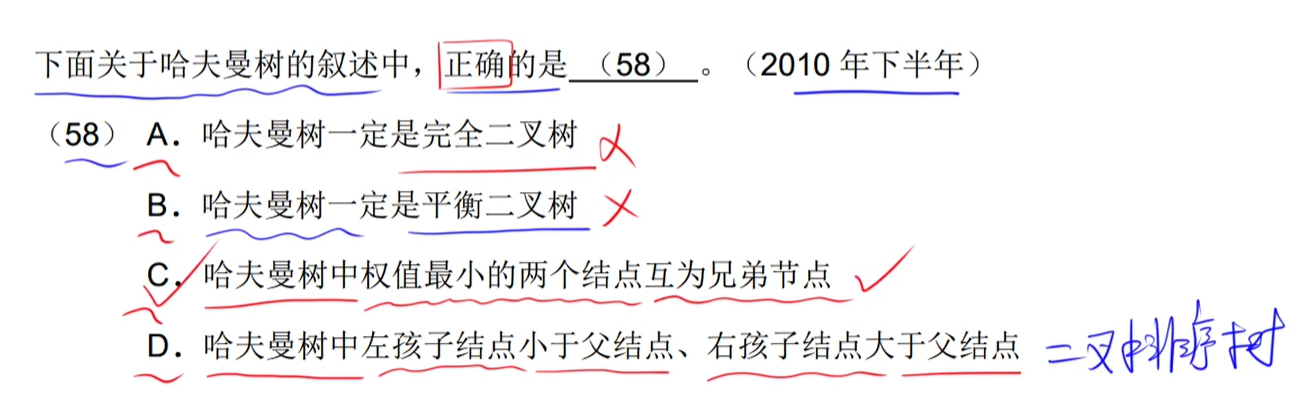 下面关于哈夫曼树的叙述中，正确的是 （58） 。（2010 年下半年）
（58） A．哈夫曼树一定是完全二叉树
B．哈夫曼树一定是平衡二叉树
C．哈夫曼树中权值最小的两个结点互为兄弟节点
D．哈夫曼树中左孩子结点小于父结点、右孩子结点大于父结点 二叉排序树